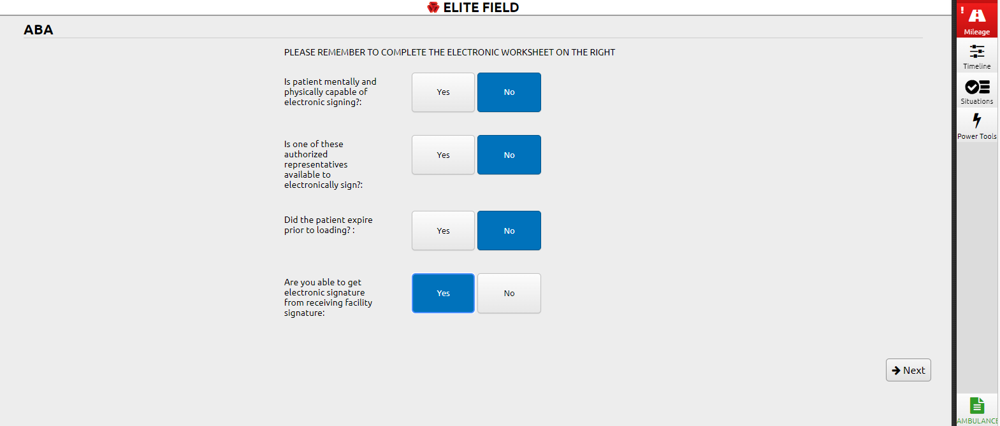 ELITE FIELD
ABA
PLEASE REMEMBER TO COMPLETE THE ELECTRONIC WORKSHEET ON THE RIGHT
Is patient mentally and
physically capable of
electronic signing?:
Yes
No
Is one of these
authorized
representatives
available to
electronically sign?:
Yes
No
Did the patient expire
prior to loading? :
Yes
No
Are you able to get
electronic signature
from receiving facility
signature:
Yes
No
Next
!
Mileage
Timeline
Situations
Power Tools
AMBULANCE